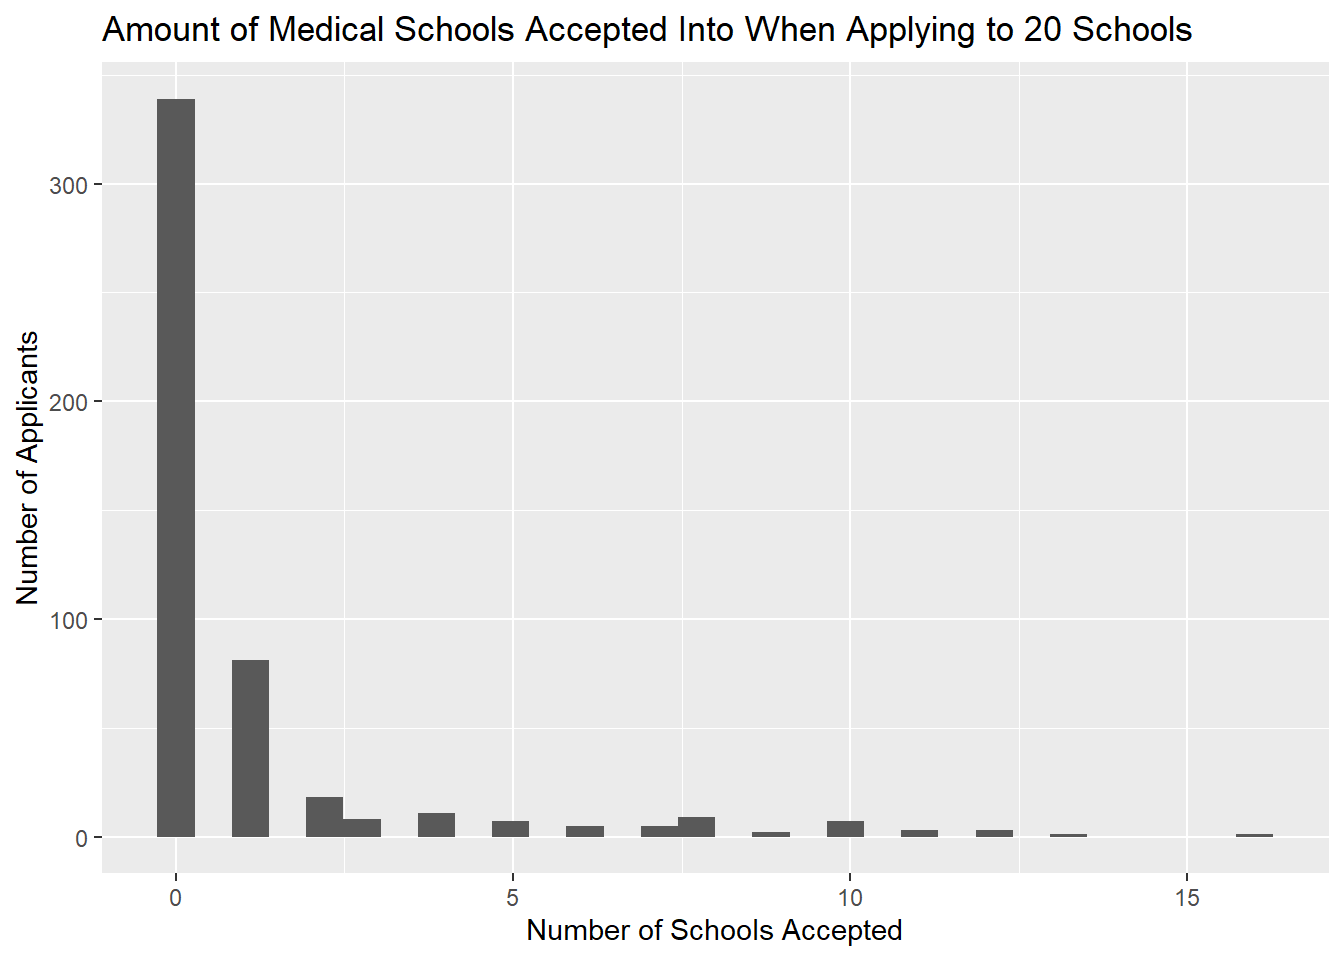 Amount of Medical Schools Accepted Into When Applying to 20 Schools
Number of Applicants
300
200
100
0
0 5 10 15
Number of Schools Accepted